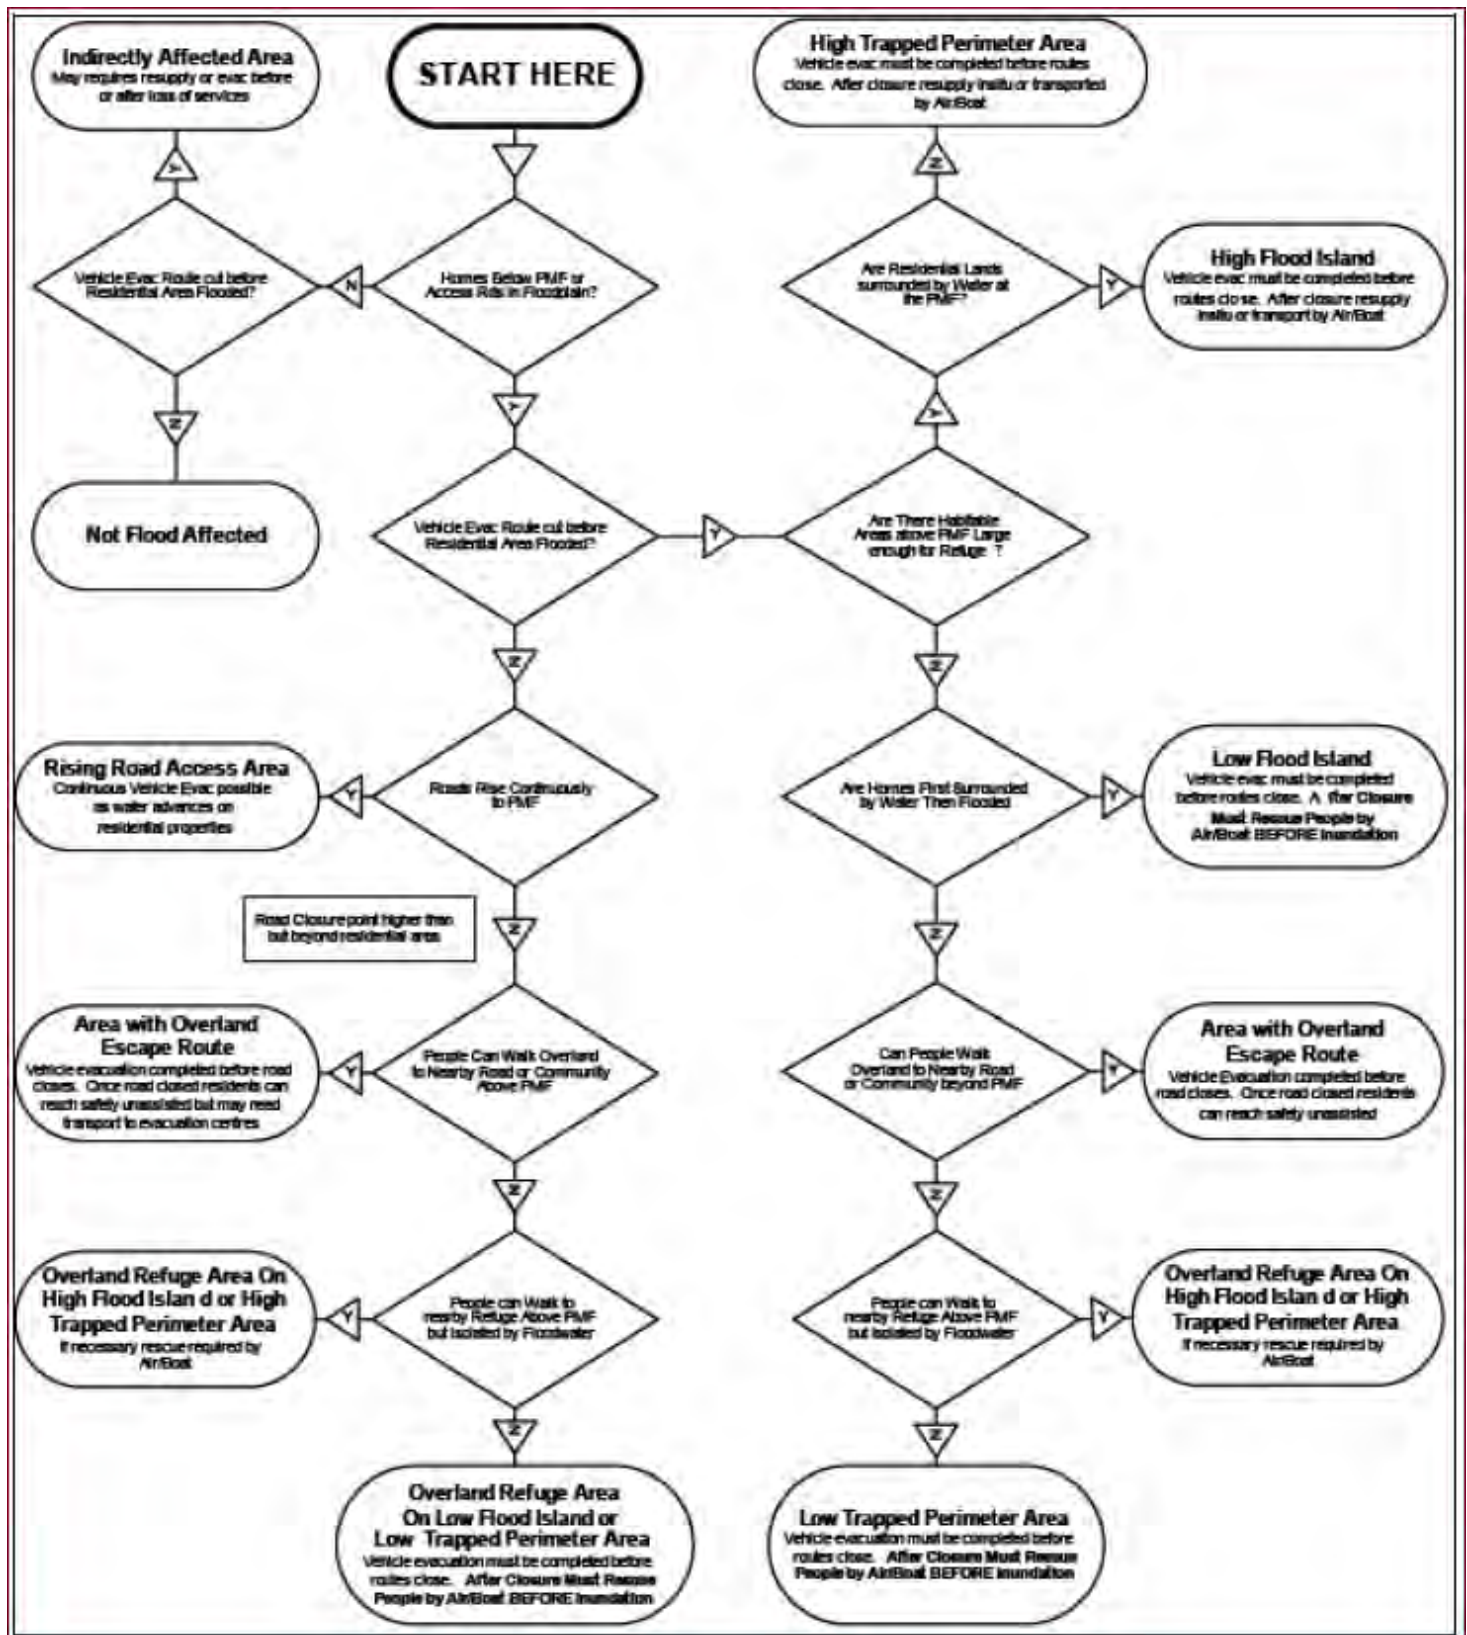 Indirectly Affected Area
May requires resupply or evac before
or after loss of services
START HERE
High Trapped Perimeter Area
Vehicle evac must be completed before routes
close. After closure resupply insitu or transported
by Air/Boat
Y
N
Vehicle Evac Route cut before
Residential Area Flooded?
N
Homes Below PMF or
Access Rds in Floodplain?
Are Residential Lands
surrounded by Water at
the PMF?
Y
High Flood Island
Vehicle evac must be completed before
routes close. After closure resupply
insitu or transport by Air/Boat
N
Y
Y
Not Flood Affected
Vehicle Evac Route cut before
Residential Area Flooded?
Y
Are There Habitable
Areas above PMF Large
enough for Refuge ?
N
N
Rising Road Access Area
Continuous Vehicle Evac possible
as water advances on
residential properties
Y
Roads Rise Continuously
to PMF
Are Homes First Surrounded
by Water Then Flooded
Y
Low Flood Island
Vehicle evac must be completed
before routes close. A fter Closure
Must Rescue People by
Air/Boat BEFORE Inundation
Road Closure point higher than
but beyond residential area
N
N
Area with Overland
Escape Route
Vehicle evacuation completed before road
closes. Once road closed residents can
reach safety unassisted but may need
transport to evacuation centres
Y
People Can Walk Overland
to Nearby Road or Community
Above PMF
Can People Walk
Overland to Nearby Road
or Community beyond PMF
Y
Area with Overland
Escape Route
Vehicle Evacuation completed before
road closes. Once road closed residents
can reach safety unassisted
N
N
Overland Refuge Area On
High Flood Islan d or High
Trapped Perimeter Area
If necessary rescue required by
Air/Boat
Y
People can Walk to
nearby Refuge Above PMF
but Isolated by Floodwater
People can Walk to
nearby Refuge Above PMF
but Isolated by Floodwater
Y
Overland Refuge Area On
High Flood Islan d or High
Trapped Perimeter Area
If necessary rescue required by
Air/Boat
N
N
Overland Refuge Area
On Low Flood Island or
Low Trapped Perimeter Area
Vehicle evacuation must be completed before
routes close. After Closure Must Rescue
People by Air/Boat BEFORE Inundation
Low Trapped Perimeter Area
Vehicle evacuation must be completed before
routes close. After Closure Must Rescue
People by Air/Boat BEFORE Inundation